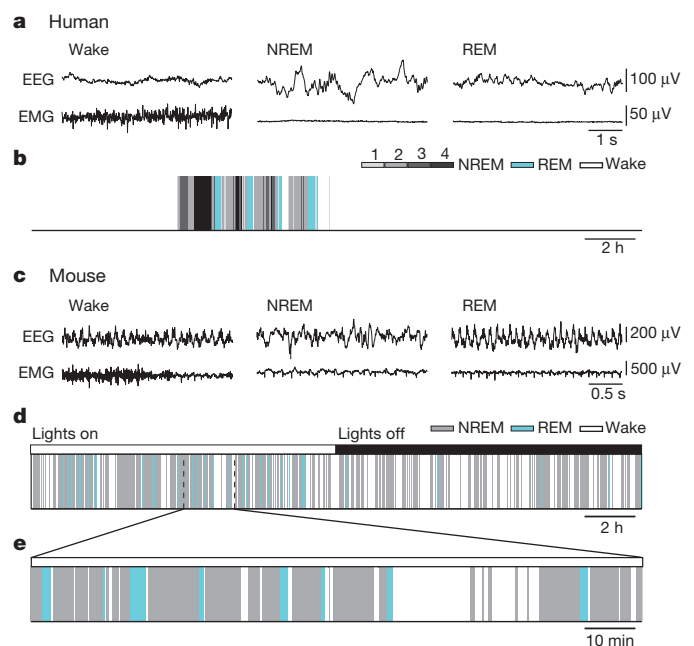 a Human
Wake NREM REM
EEG 100 µV
EMG 50 µV
1 s
b 1 2 3 4 NREM REM Wake
2 h
c Mouse
Wake NREM REM
EEG 200 µV
EMG 500 µV
0.5 s
d NREM REM Wake
Lights on Lights off
2 h
e
10 min